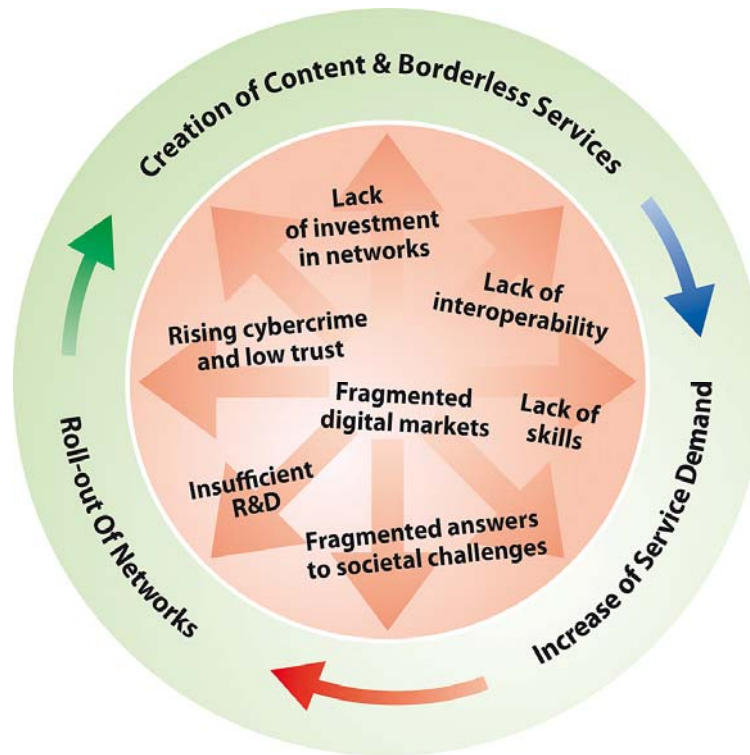 Creation of Content & Borderless Services
Lack
of investment
in networks
Lack of
interoperability
Rising cybercrime
and low trust
Fragmented
digital markets
Lack of
skills
Insufficient
R&D
Fragmented answers
to societal challenges
Increase of Service Demand
Roll-out Of Networks